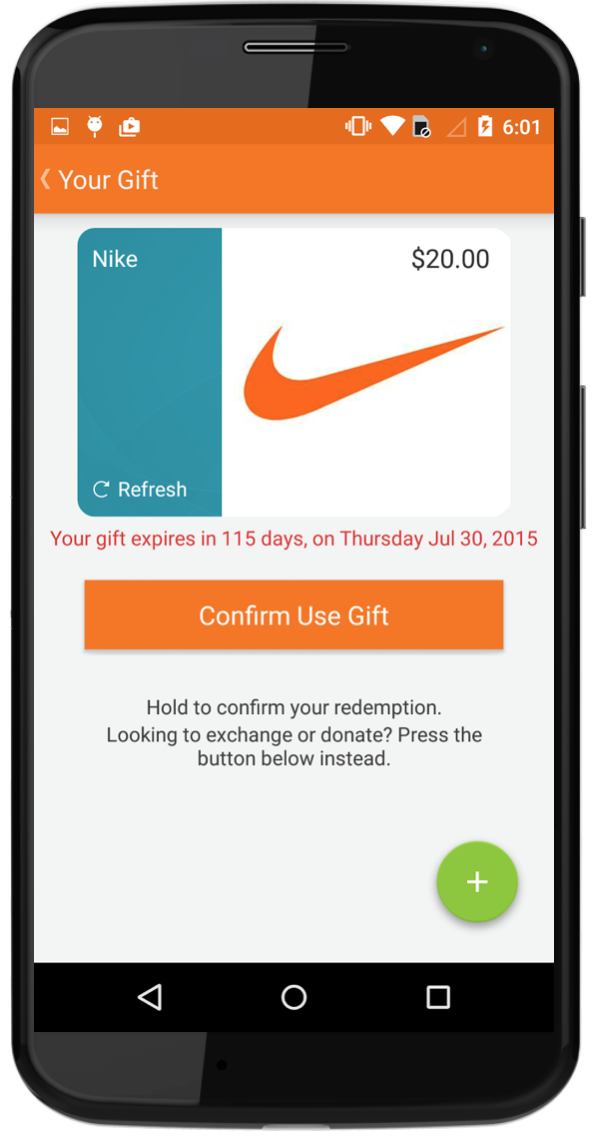 6:01
Your Gift
Nike
$20.00
Refresh
Your gift expires in 115 days, on Thursday Jul 30, 2015
Confirm Use Gift
Hold to confirm your redemption.
Looking to exchange or donate? Press the
button below instead.
+